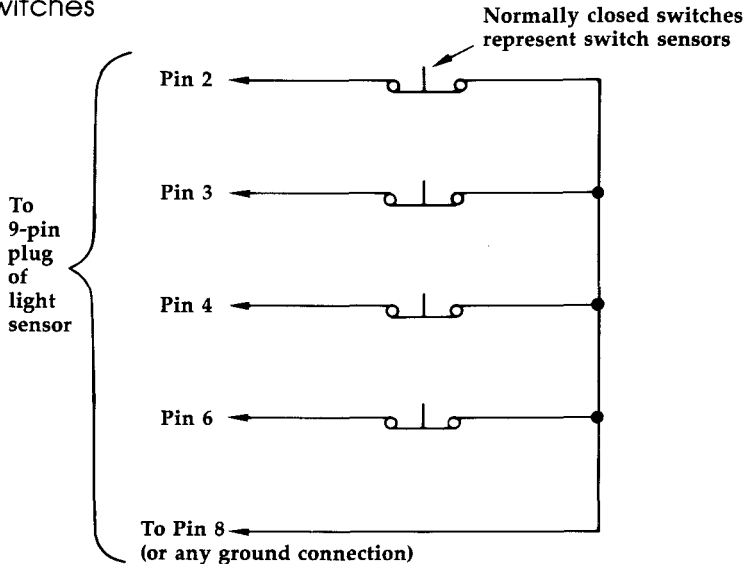 Normally closed switches
represent switch sensors
Pin 2
Pin 3
To
9-pin
plug
of
light
sensor
Pin 4
Pin 6
To Pin 8
(or any ground connection)